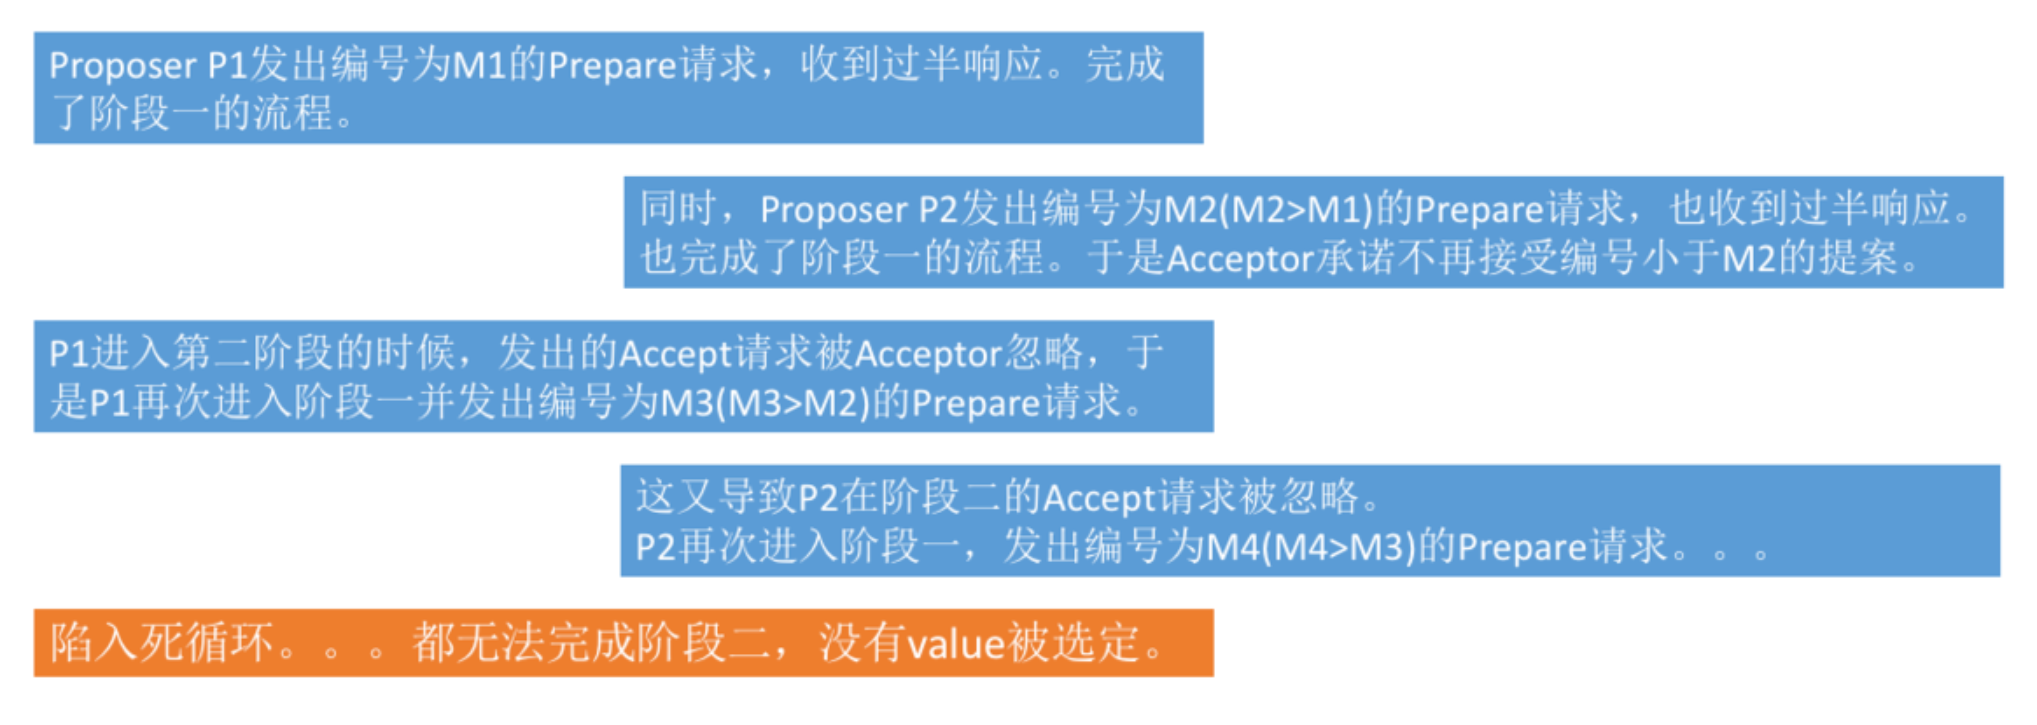 Proposer P1发出编号为M1的Prepare请求，收到过半响应。完成
了阶段一的流程。
同时，Proposer P2发出编号为M2(M2>M1)的Prepare请求，也收到过半响应。
也完成了阶段一的流程。于是Acceptor承诺不再接受编号小于M2的提案。
P1进入第二阶段的时候，发出的Accept请求被Acceptor忽略，于
是P1再次进入阶段一并发出编号为M3(M3>M2)的Prepare请求。
这又导致P2在阶段二的Accept请求被忽略。
P2再次进入阶段一，发出编号为M4(M4>M3)的Prepare请求。。。
陷入死循环。。。都无法完成阶段二，没有value被选定。